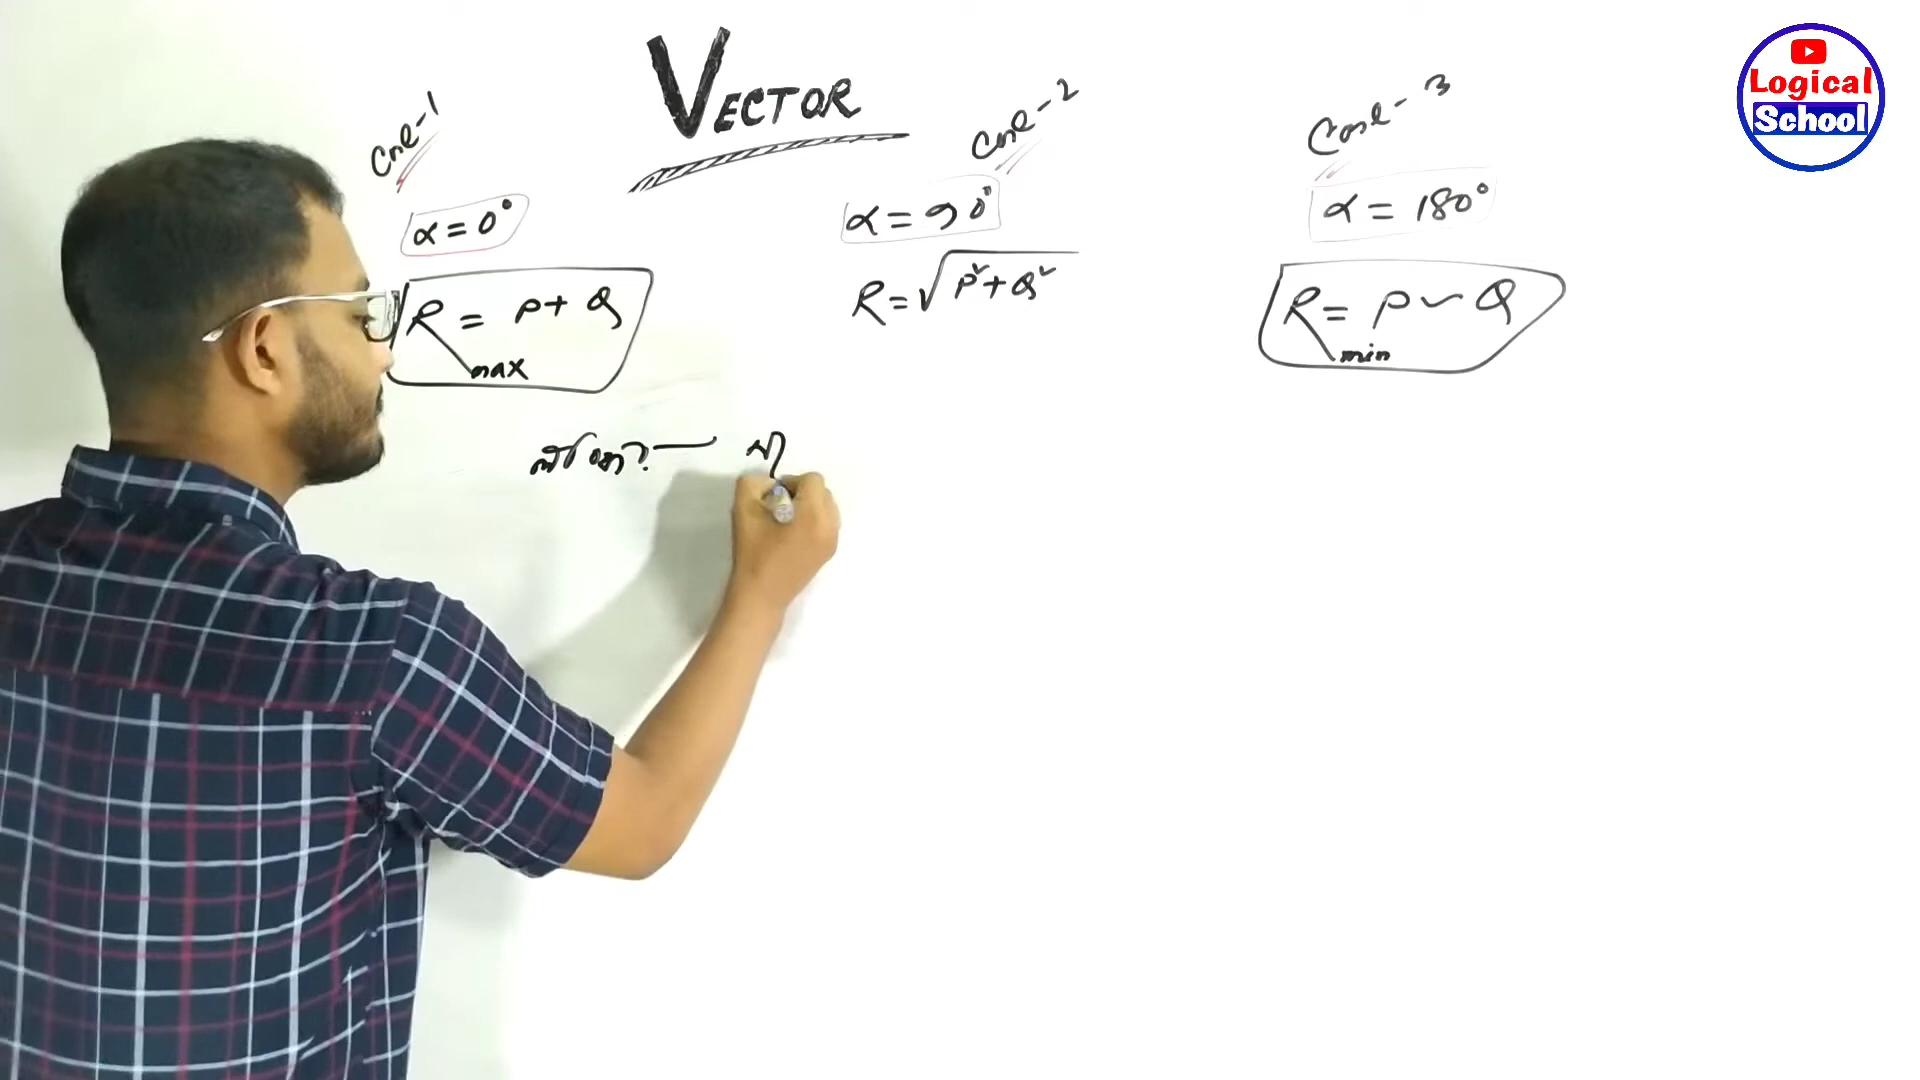 VECTOR
Case-1
α = 0°
R = P + Q
max
Case-2
α = 90°
R = √P² + Q²
Case-3
α = 180°
R = P ~ Q
min
Logical
School